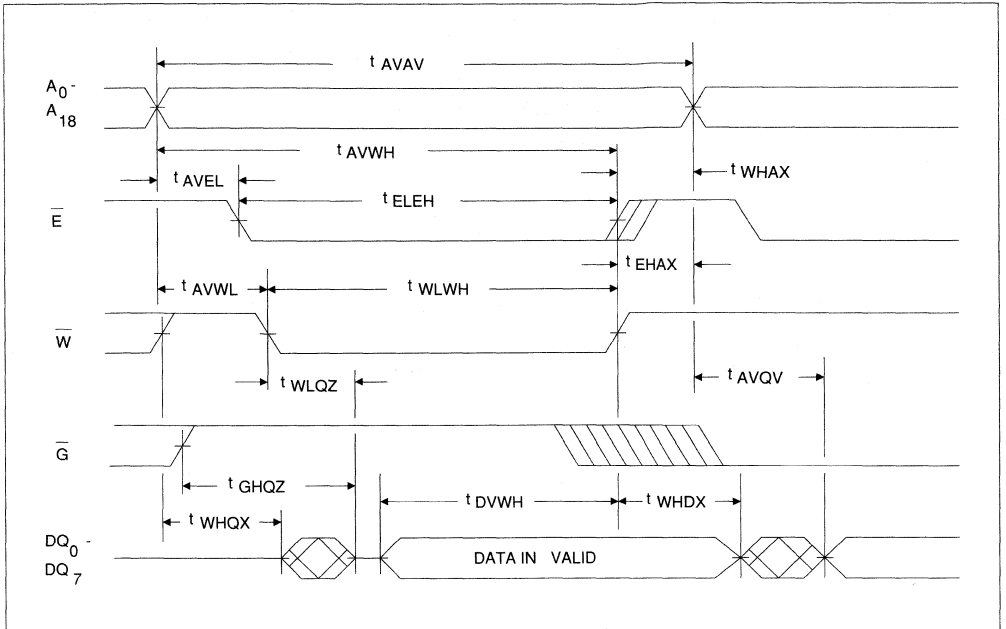 t AVAV
A0-
A18
t AVWH
t AVEL
t WHAX
t ELEH
E̅
t EHAX
t AVWL
t WLWH
W̅
t WLQZ
t AVQV
G̅
t GHQZ
t DVWH
t WHDX
t WHQX
DQ0-
DQ7
DATA IN VALID